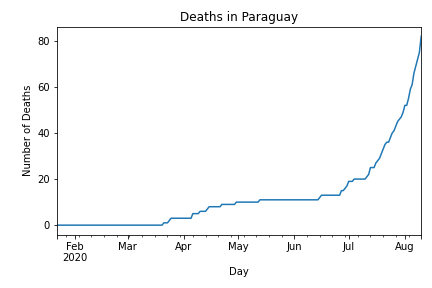 Deaths in Paraguay
80
60
40
20
0
Number of Deaths
Feb
2020
Mar
Apr
May
Jun
Jul
Aug
Day